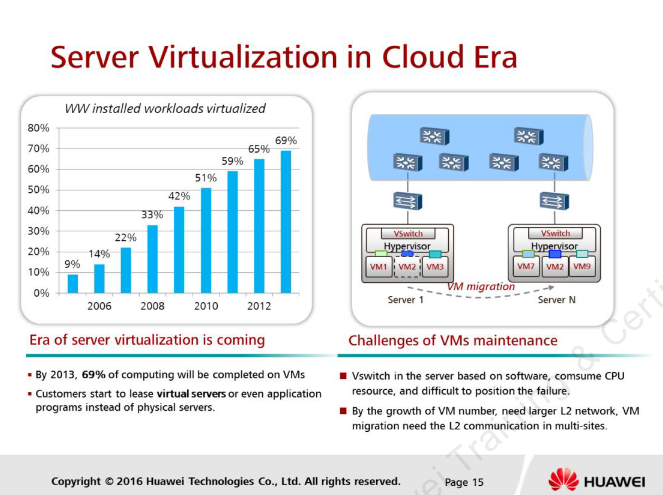 Server Virtualization in Cloud Era
WW installed workloads virtualized
80%
70%
60%
50%
40%
30%
20%
10%
0%
9%
14%
22%
33%
42%
51%
59%
65%
69%
2006
2008
2010
2012
VSwitch
Hypervisor
VM1 VM2 VM3
Server 1
VSwitch
Hypervisor
VM7 VM2 VM9
Server N
VM migration
Era of server virtualization is coming
▪ By 2013, 69% of computing will be completed on VMs
▪ Customers start to lease virtual servers or even application
programs instead of physical servers.
Challenges of VMs maintenance
■ Vswitch in the server based on software, comsume CPU
resource, and difficult to position the failure.
■ By the growth of VM number, need larger L2 network, VM
migration need the L2 communication in multi-sites.
Copyright © 2016 Huawei Technologies Co., Ltd. All rights reserved.
Page 15
HUAWEI